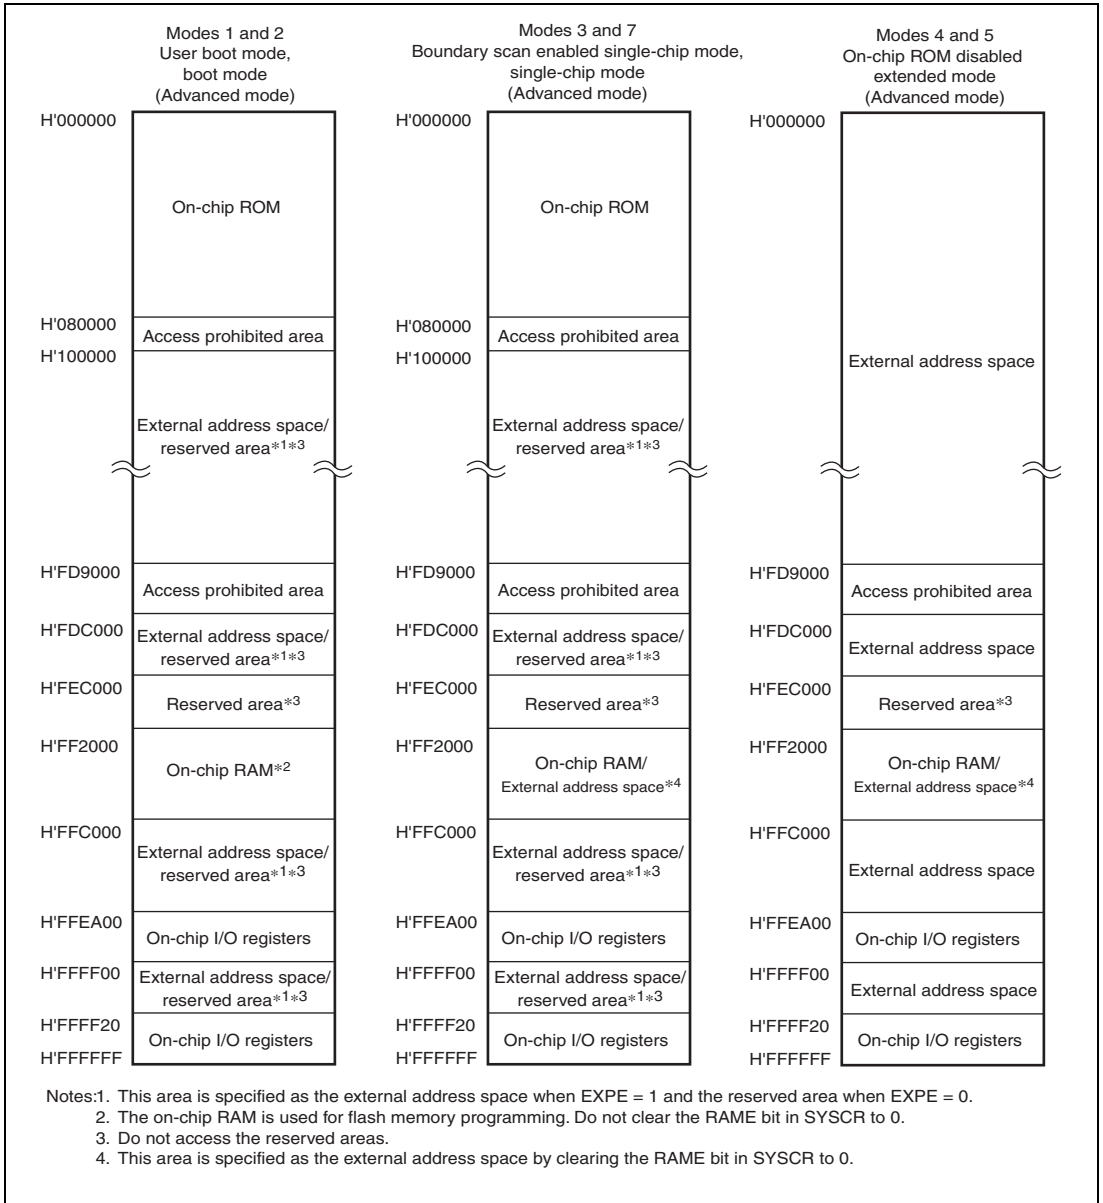 Modes 1 and 2
User boot mode,
boot mode
(Advanced mode)
H'000000
On-chip ROM
H'080000
Access prohibited area
H'100000
External address space/
reserved area*1*3
H'FD9000
Access prohibited area
H'FDC000
External address space/
reserved area*1*3
H'FEC000
Reserved area*3
H'FF2000
On-chip RAM*2
H'FFC000
External address space/
reserved area*1*3
H'FFEA00
On-chip I/O registers
H'FFFF00
External address space/
reserved area*1*3
H'FFFF20
On-chip I/O registers
H'FFFFFF
Modes 3 and 7
Boundary scan enabled single-chip mode,
single-chip mode
(Advanced mode)
H'000000
On-chip ROM
H'080000
Access prohibited area
H'100000
External address space/
reserved area*1*3
H'FD9000
Access prohibited area
H'FDC000
External address space/
reserved area*1*3
H'FEC000
Reserved area*3
H'FF2000
On-chip RAM/
External address space*4
H'FFC000
External address space/
reserved area*1*3
H'FFEA00
On-chip I/O registers
H'FFFF00
External address space/
reserved area*1*3
H'FFFF20
On-chip I/O registers
H'FFFFFF
Modes 4 and 5
On-chip ROM disabled
extended mode
(Advanced mode)
H'000000
External address space
H'FD9000
Access prohibited area
H'FDC000
External address space
H'FEC000
Reserved area*3
H'FF2000
On-chip RAM/
External address space*4
H'FFC000
External address space
H'FFEA00
On-chip I/O registers
H'FFFF00
External address space
H'FFFF20
On-chip I/O registers
H'FFFFFF
Notes:1. This area is specified as the external address space when EXPE = 1 and the reserved area when EXPE = 0.
2. The on-chip RAM is used for flash memory programming. Do not clear the RAME bit in SYSCR to 0.
3. Do not access the reserved areas.
4. This area is specified as the external address space by clearing the RAME bit in SYSCR to 0.